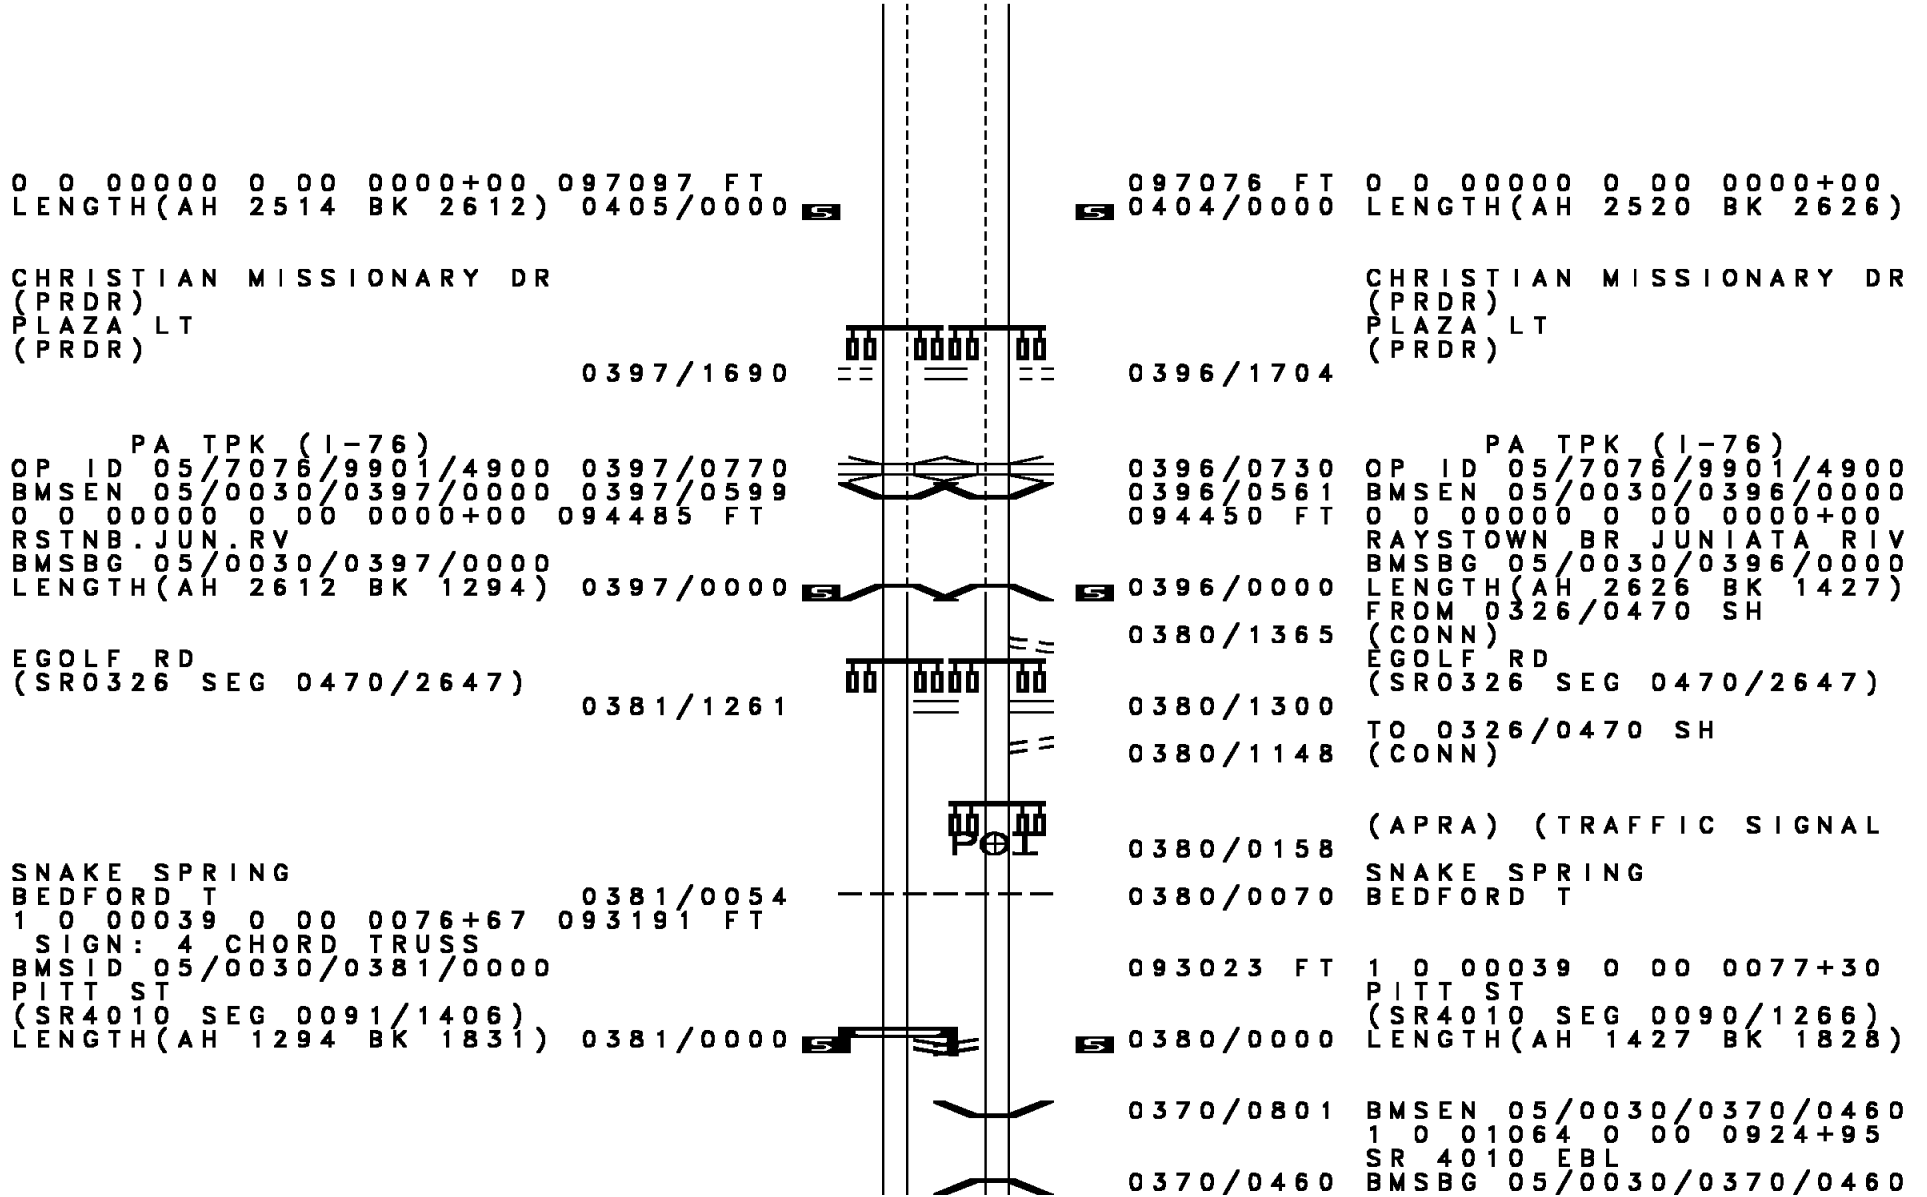 0 0 00000 0 00 0000+00 097097 FT 097076 FT 0 0 00000 0 00 0000+00
LENGTH(AH 2514 BK 2612) 0405/0000 S S 0404/0000 LENGTH(AH 2520 BK 2626)
CHRISTIAN MISSIONARY DR CHRISTIAN MISSIONARY DR
(PRDR) (PRDR)
PLAZA LT PLAZA LT
(PRDR) (PRDR)
0397/1690 0396/1704
PA TPK (I-76) PA TPK (I-76)
OP ID 05/7076/9901/4900 0397/0770 0396/0730 OP ID 05/7076/9901/4900
BMSEN 05/0030/0397/0000 0397/0599 0396/0561 BMSEN 05/0030/0396/0000
0 0 00000 0 00 0000+00 094485 FT 094450 FT 0 0 00000 0 00 0000+00
RSTNB.JUN.RV RAYSTOWN BR JUNIATA RIV
BMSBG 05/0030/0397/0000 BMSBG 05/0030/0396/0000
LENGTH(AH 2612 BK 1294) 0397/0000 S S 0396/0000 LENGTH(AH 2626 BK 1427)
FROM 0326/0470 SH
0380/1365 (CONN)
EGOLF RD EGOLF RD
(SR0326 SEG 0470/2647) (SR0326 SEG 0470/2647)
0381/1261 0380/1300
TO 0326/0470 SH
0380/1148 (CONN)
(APRA) (TRAFFIC SIGNAL
POI 0380/0158
SNAKE SPRING SNAKE SPRING
BEDFORD T 0381/0054 0380/0070 BEDFORD T
1 0 00039 0 00 0076+67 093191 FT
SIGN: 4 CHORD TRUSS
BMSID 05/0030/0381/0000 093023 FT 1 0 00039 0 00 0077+30
PITT ST PITT ST
(SR4010 SEG 0091/1406) (SR4010 SEG 0090/1266)
LENGTH(AH 1294 BK 1831) 0381/0000 S S 0380/0000 LENGTH(AH 1427 BK 1828)
0370/0801 BMSEN 05/0030/0370/0460
1 0 01064 0 00 0924+95
SR 4010 EBL
0370/0460 BMSBG 05/0030/0370/0460